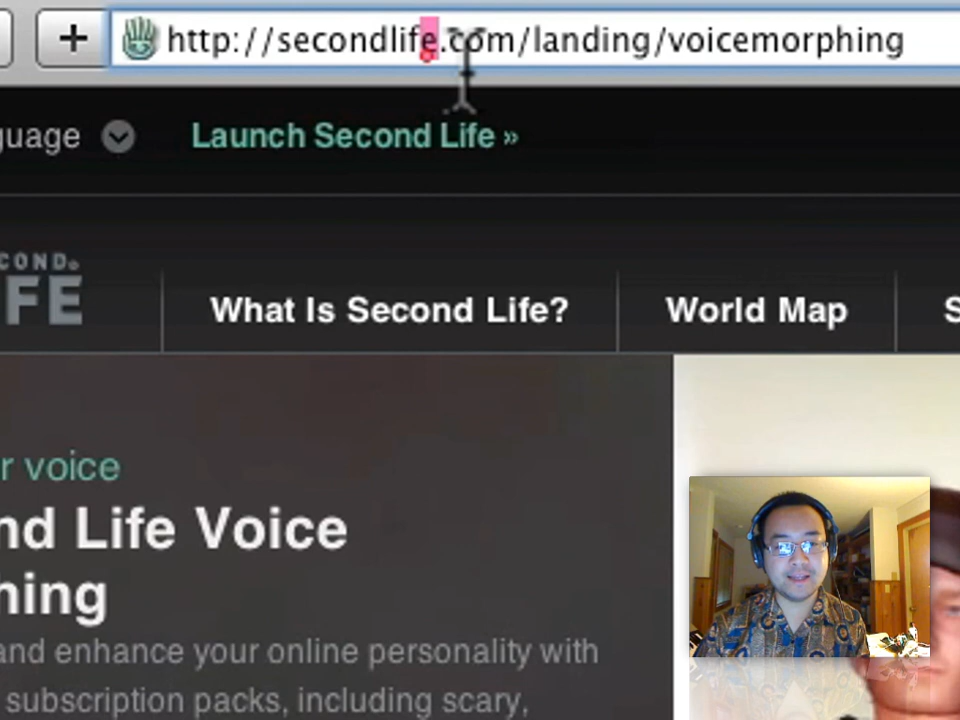 http://secondlife.com/landing/voicemorphing
guage
Launch Second Life »
COND®
FE
What Is Second Life?
World Map
S
r voice
nd Life Voice
hing
and enhance your online personality with
subscription packs, including scary,